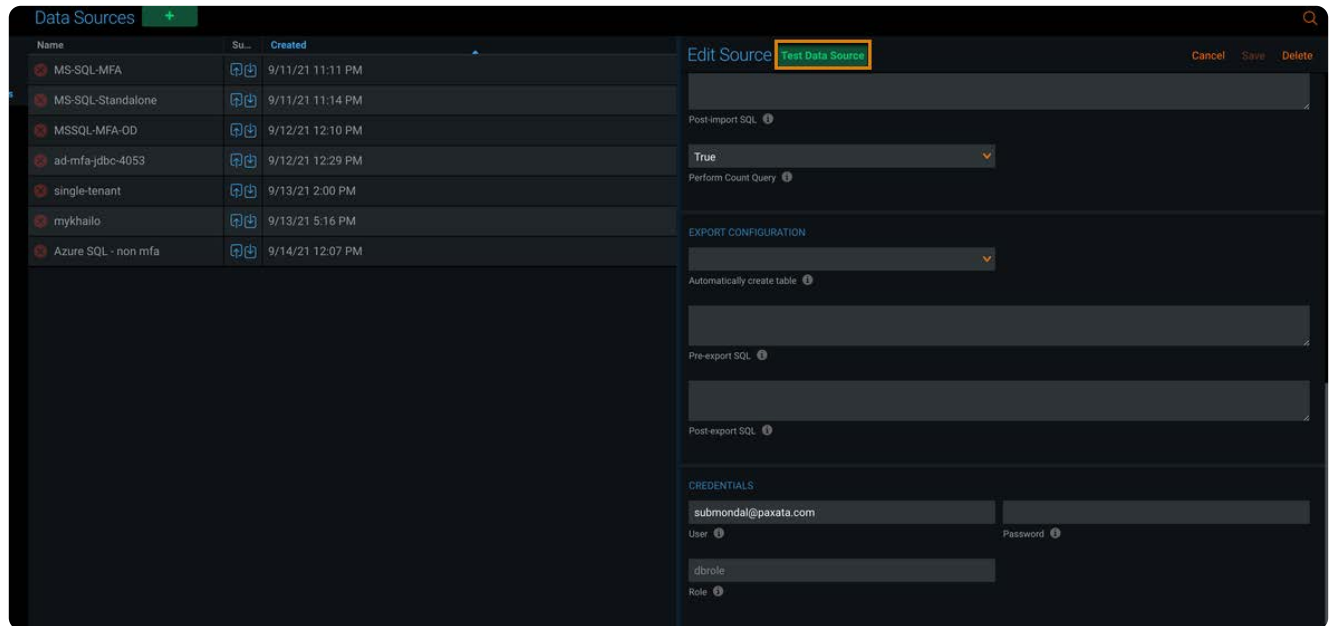 Data Sources +
Name Su... Created
MS-SQL-MFA 9/11/21 11:11 PM
MS-SQL-Standalone 9/11/21 11:14 PM
MSSQL-MFA-OD 9/12/21 12:10 PM
ad-mfa-jdbc-4053 9/12/21 12:29 PM
single-tenant 9/13/21 2:00 PM
mykhailo 9/13/21 5:16 PM
Azure SQL - non mfa 9/14/21 12:07 PM
s
Edit Source Test Data Source Cancel Save Delete
Post-import SQL
True
Perform Count Query
EXPORT CONFIGURATION
Automatically create table
Pre-export SQL
Post-export SQL
CREDENTIALS
submondal@paxata.com
User Password
dbrole
Role